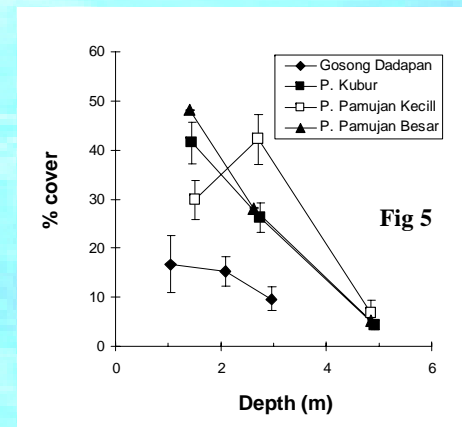 60
50
40
30
20
10
0
% cover
Gosong Dadapan
P. Kubur
P. Pamujan Kecill
P. Pamujan Besar
Fig 5
0 2 4 6
Depth (m)